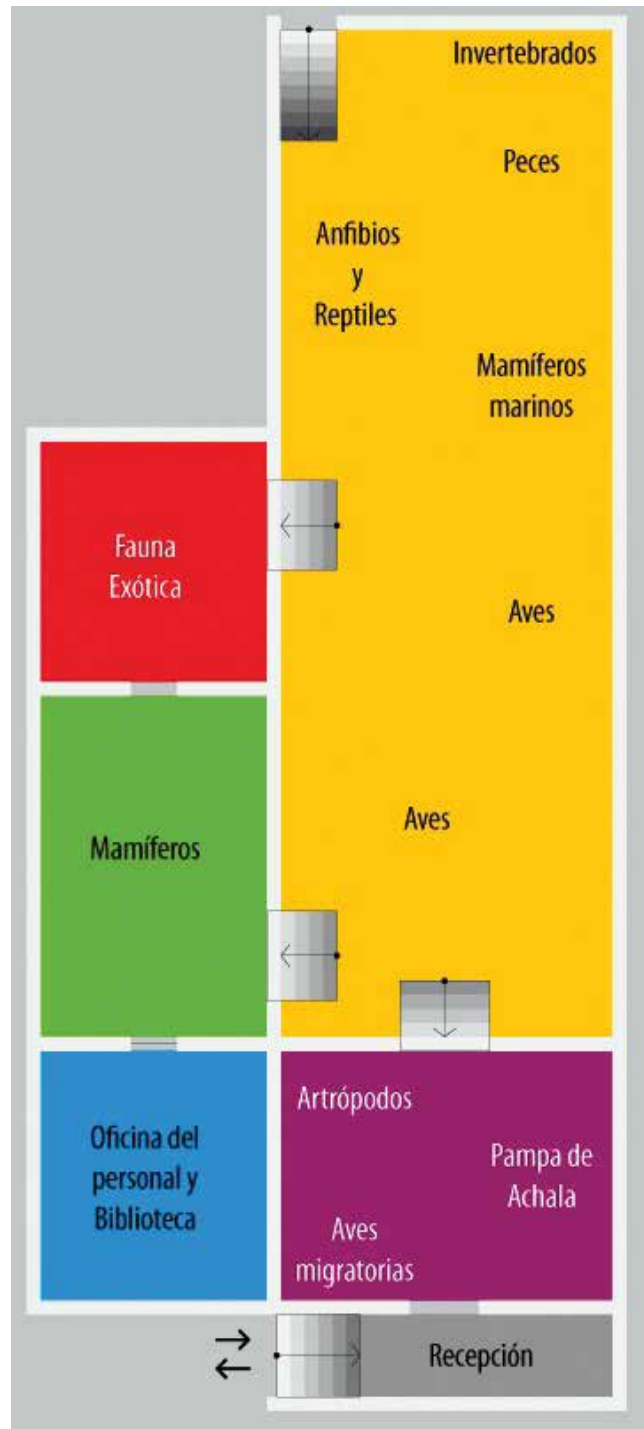 Invertebrados
Peces
Anfibios
y
Reptiles
Mamíferos
marinos
Fauna
Exótica
Aves
Mamíferos
Aves
Oficina del
personal y
Biblioteca
Artrópodos
Pampa de
Achala
Aves
migratorias
Recepción